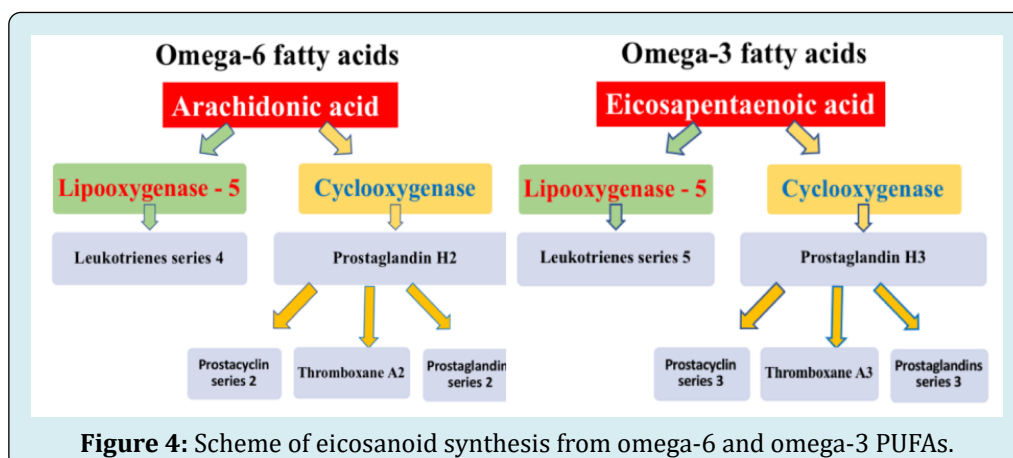 Omega-6 fatty acids
Arachidonic acid
Lipooxygenase - 5
Cyclooxygenase
Leukotrienes series 4
Prostaglandin H2
Prostacyclin
series 2
Thromboxane A2
Prostaglandin
series 2
Omega-3 fatty acids
Eicosapentaenoic acid
Lipooxygenase - 5
Cyclooxygenase
Leukotrienes series 5
Prostaglandin H3
Prostacyclin
series 3
Thromboxane A3
Prostaglandins
series 3
Figure 4: Scheme of eicosanoid synthesis from omega-6 and omega-3 PUFAs.